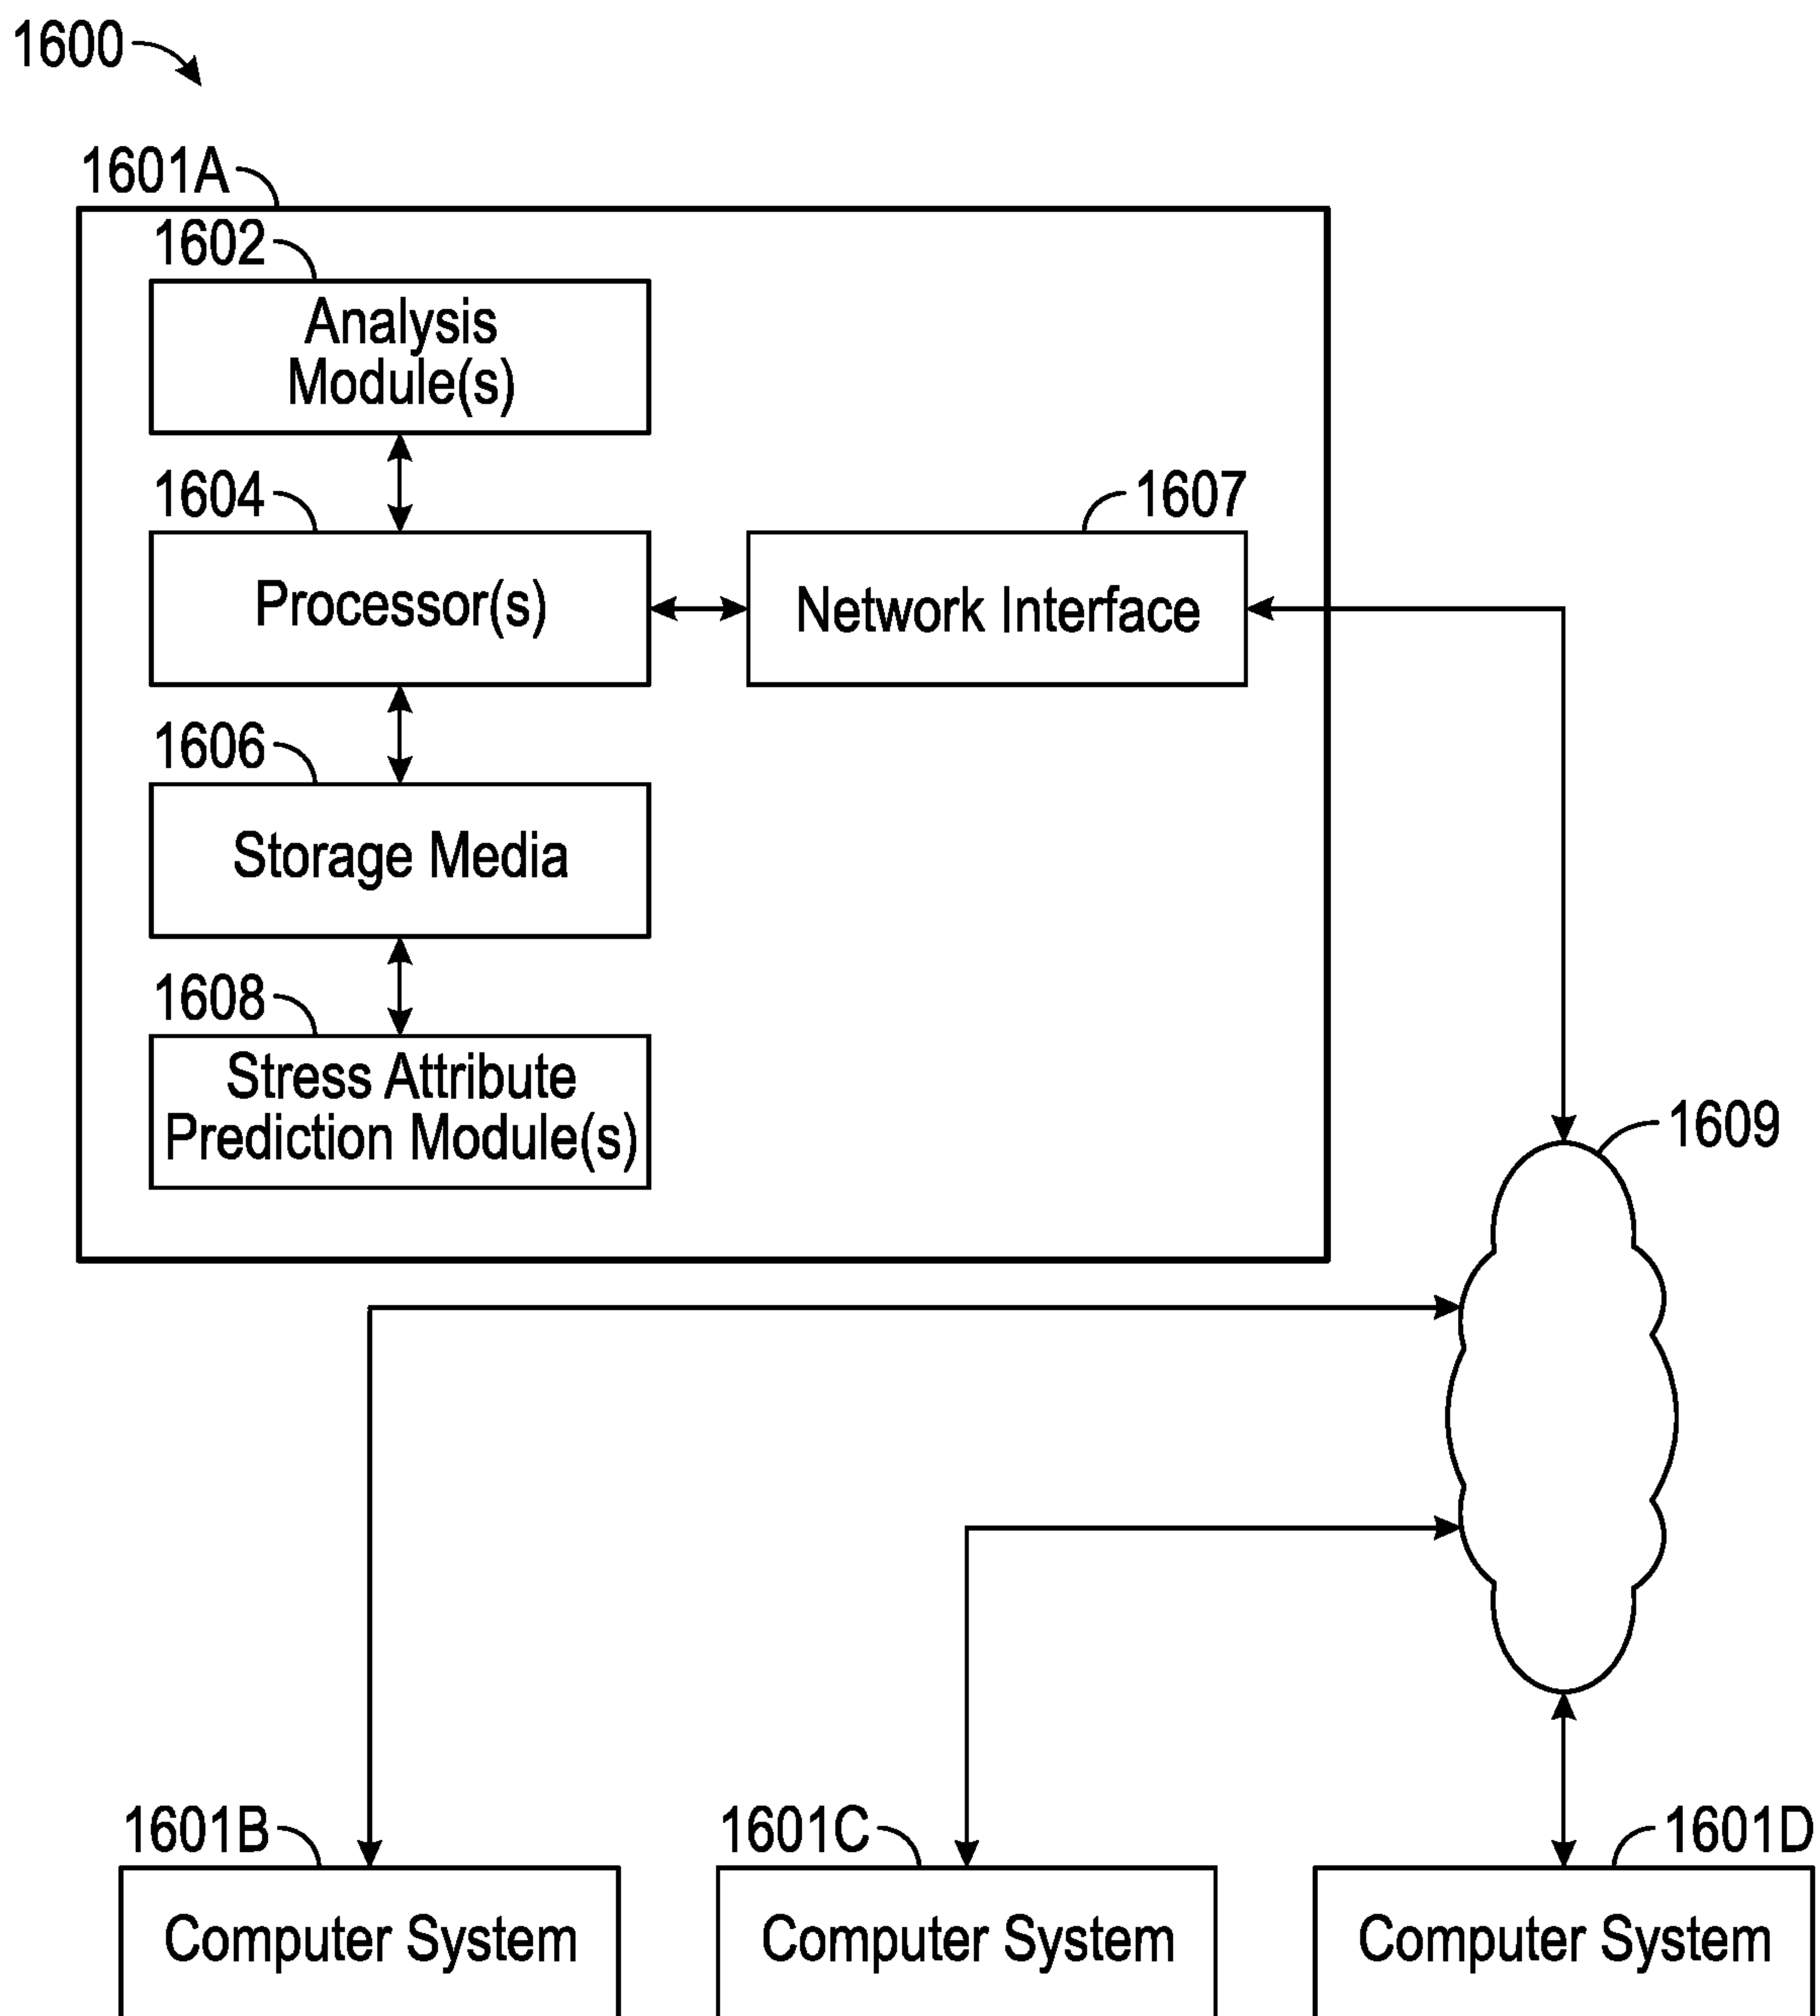 1600
1601A
1602
Analysis
Module(s)
1604
1607
Processor(s)
Network Interface
1606
Storage Media
1608
Stress Attribute
Prediction Module(s)
1609
1601B
1601C
1601D
Computer System
Computer System
Computer System